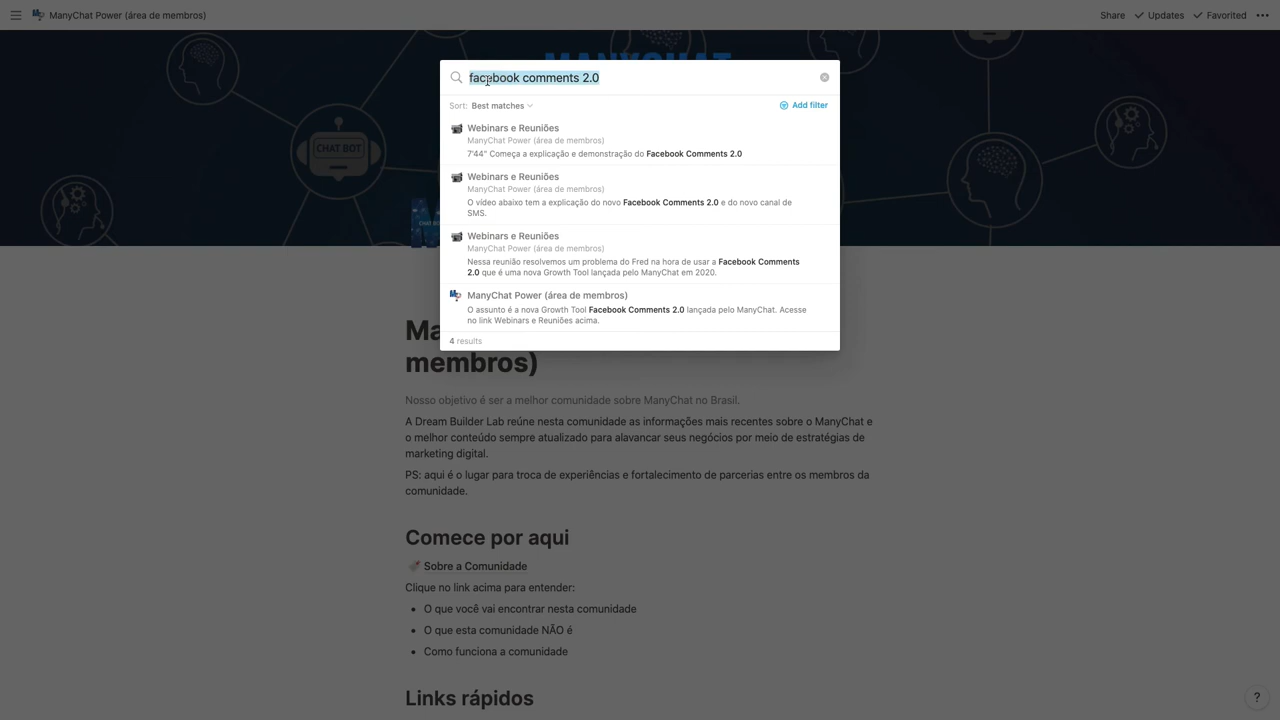 ManyChat Power (área de membros)
Share
Updates
Favorited
facebook comments 2.0
Sort: Best matches
Add filter
Webinars e Reuniões
ManyChat Power (área de membros)
7'44" Começa a explicação e demonstração do Facebook Comments 2.0
Webinars e Reuniões
ManyChat Power (área de membros)
O vídeo abaixo tem a explicação do novo Facebook Comments 2.0 e do novo canal de
SMS.
Webinars e Reuniões
ManyChat Power (área de membros)
Nessa reunião resolvemos um problema do Fred na hora de usar a Facebook Comments
2.0 que é uma nova Growth Tool lançada pelo ManyChat em 2020.
ManyChat Power (área de membros)
O assunto é a nova Growth Tool Facebook Comments 2.0 lançada pelo ManyChat. Acesse
no link Webinars e Reuniões acima.
4 results
CHAT BOT
membros)
Nosso objetivo é ser a melhor comunidade sobre ManyChat no Brasil.
A Dream Builder Lab reúne nesta comunidade as informações mais recentes sobre o ManyChat e
o melhor conteúdo sempre atualizado para alavancar seus negócios por meio de estratégias de
marketing digital.
PS: aqui é o lugar para troca de experiências e fortalecimento de parcerias entre os membros da
comunidade.
Comece por aqui
Sobre a Comunidade
Clique no link acima para entender:
• O que você vai encontrar nesta comunidade
• O que esta comunidade NÃO é
• Como funciona a comunidade
Links rápidos
?